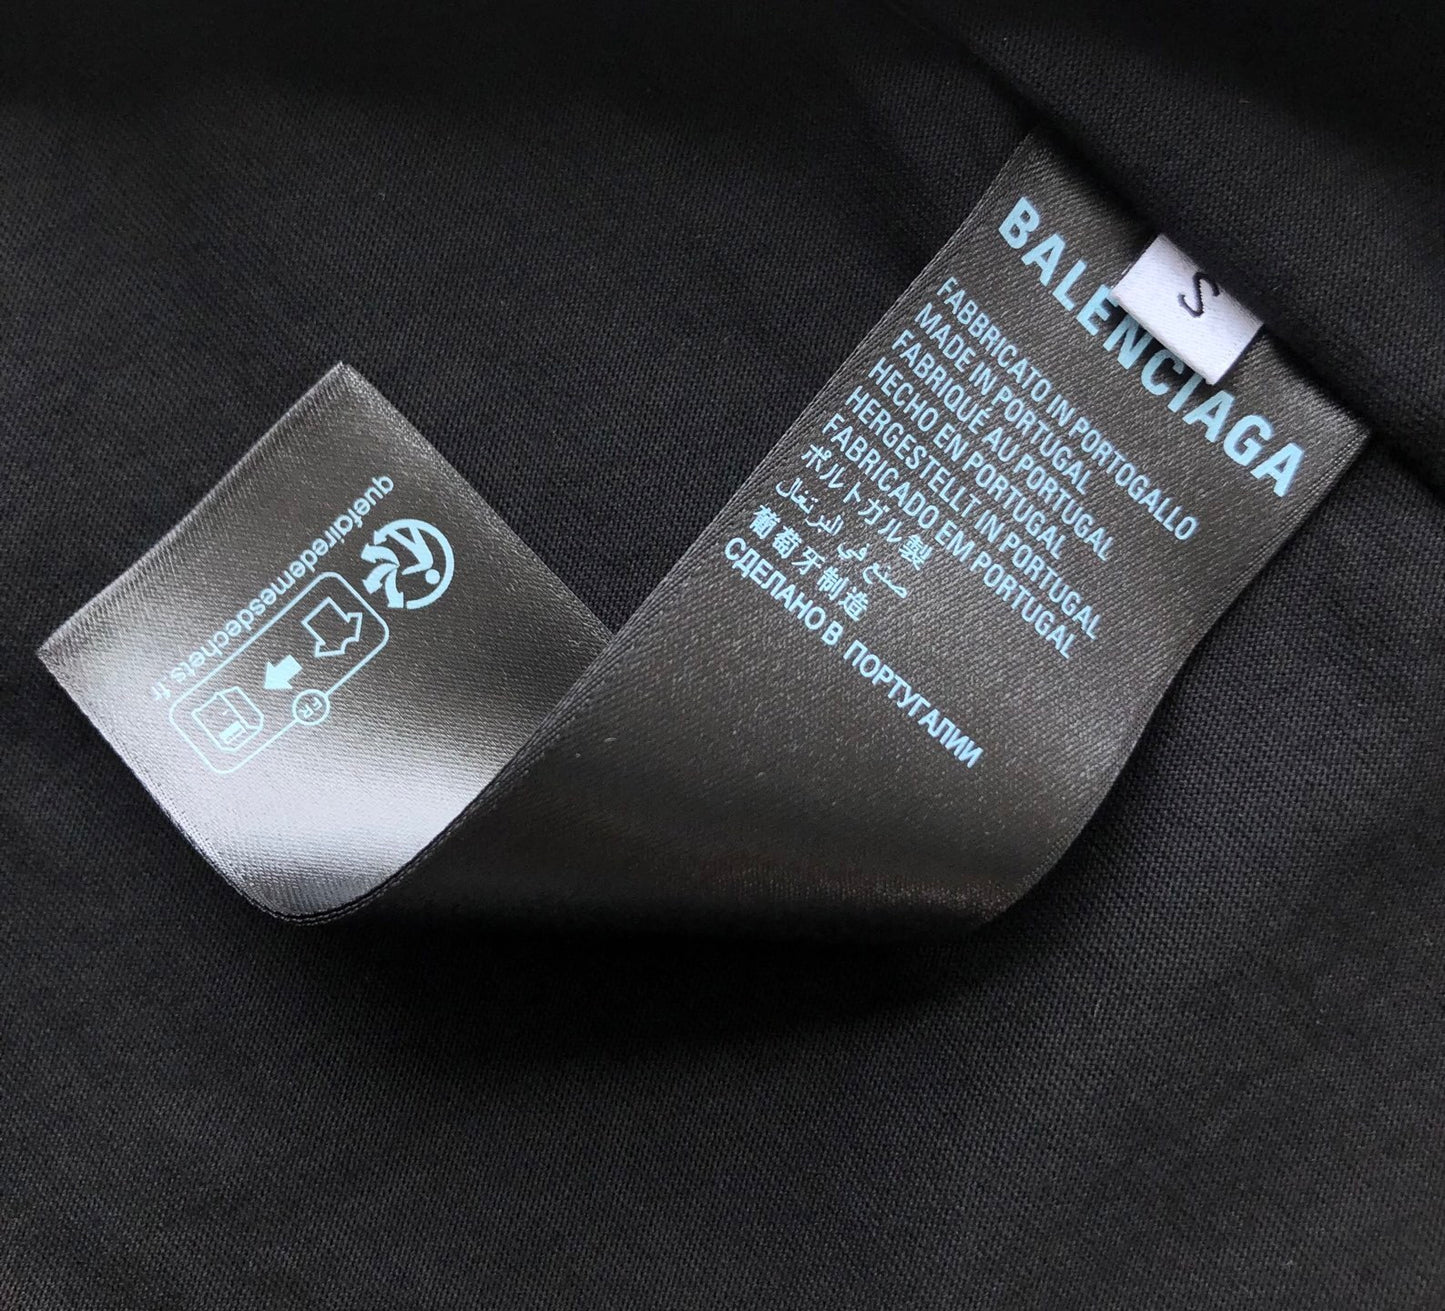 BALENCIAGA
S
FABBRICATO IN PORTOGALLO
MADE IN PORTUGAL
FABRIQUÉ AU PORTUGAL
HECHO EN PORTUGAL
HERGESTELLT IN PORTUGAL
FABRICADO EM PORTUGAL
ポルトガル製
صنع في البرتغال
葡萄牙制造
СДЕЛАНО В ПОРТУГАЛИИ
FR
quefairedemesdechets.fr